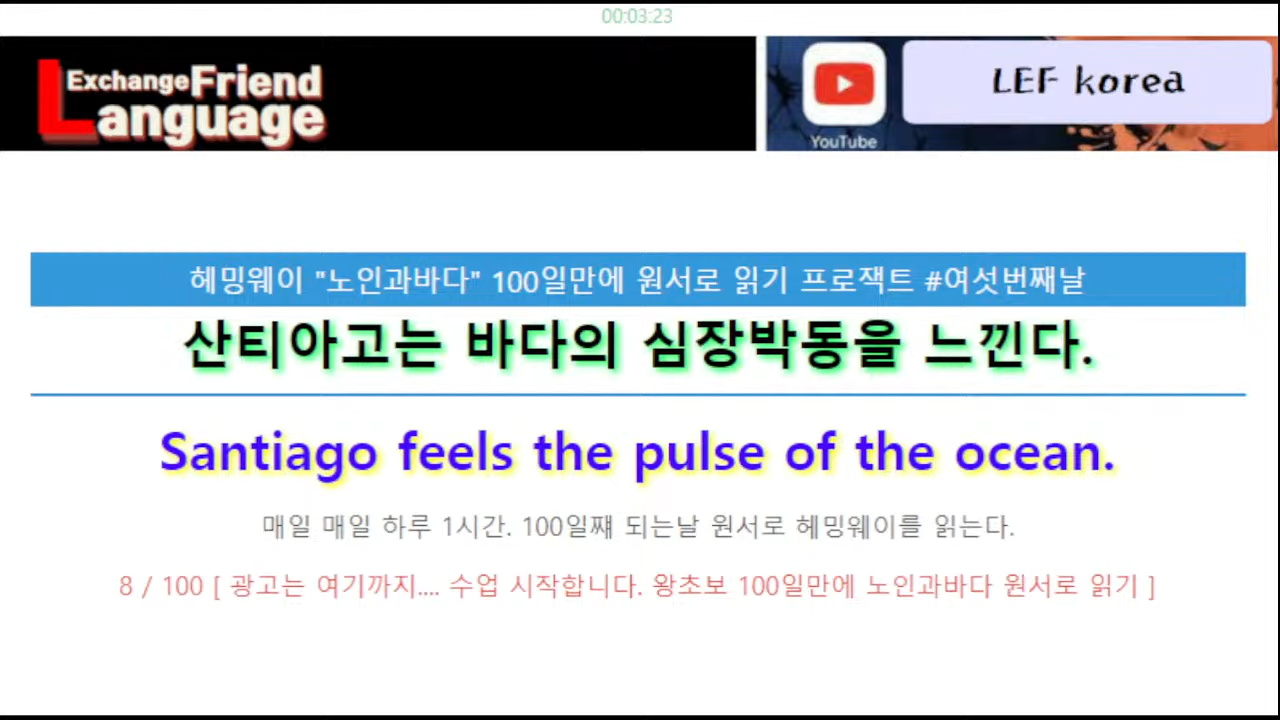 00:03:23
ExchangeFriend
Language
LEF korea
YouTube
헤밍웨이 "노인과바다" 100일만에 원서로 읽기 프로잭트 #여섯번째날
산티아고는 바다의 심장박동을 느낀다.
Santiago feels the pulse of the ocean.
매일 매일 하루 1시간. 100일째 되는날 원서로 헤밍웨이를 읽는다.
8 / 100 [ 광고는 여기까지.... 수업 시작합니다. 왕초보 100일만에 노인과바다 원서로 읽기 ]